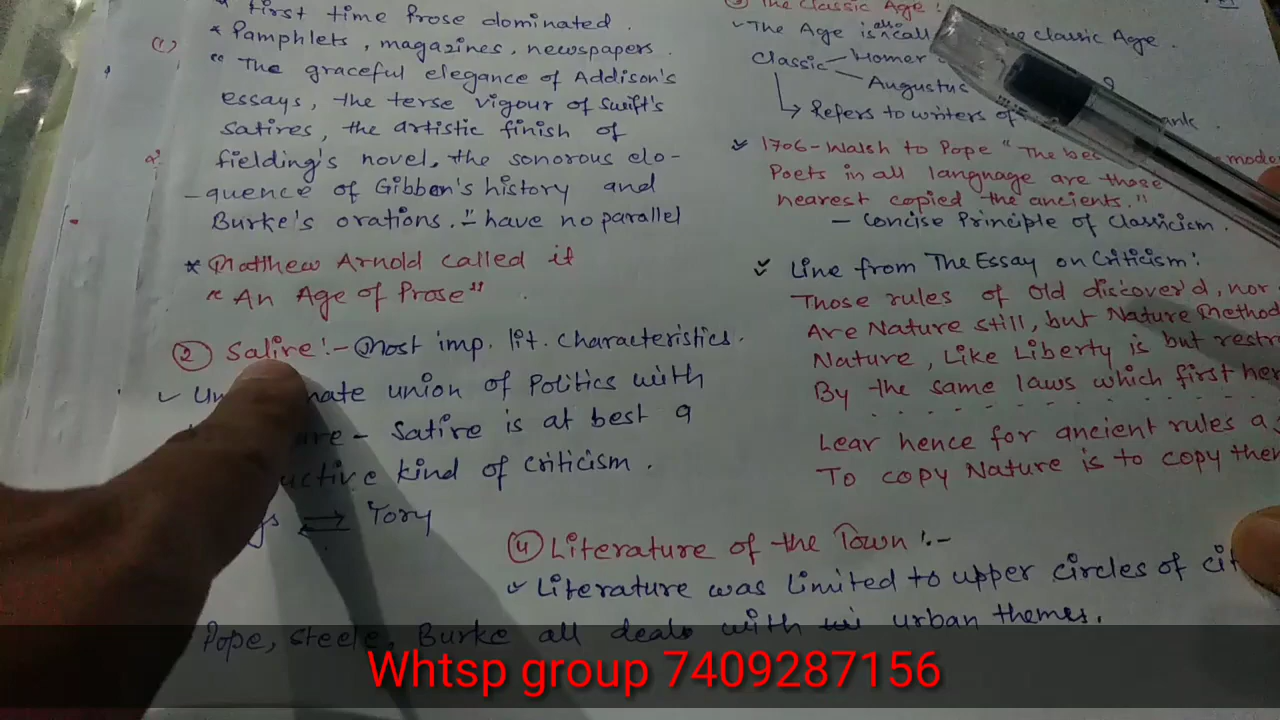 * First time Prose dominated.
* Pamphlets, magazines, newspapers.
(1)
" The graceful elegance of Addison's
essays, the terse vigour of Swift's
satires, the artistic finish of
fielding's novel, the sonorous elo-
-quence of Gibbon's history and
Burke's orations." - have no parallel
* Matthew Arnold called it
" An Age of Prose"
② Satire:- Most imp. lit. characteristics.
✓ nate union of Politics with
- Satire is at best a
uctive kind of criticism.
⇌ Tory
③ The Classic Age:
✓ The Age is also call the classic Age.
Classic - Homer
Augustus
↳ Refers to writers of
✓ 1706 - Walsh to Pope " The bes
Poets in all language are those
nearest copied the ancients."
- Concise Principle of Classicism.
✓ Line from The Essay on Criticism:
Those rules of old discover'd, nor
Are Nature still, but Nature Method
Nature, Like Liberty is but restr
By the same laws which first her
. . . . . . . . . . . . .
Lear hence for ancient rules a
To copy Nature is to copy them
④ Literature of the Town:-
✓ Literature was limited to upper circles of cit
Pope, Steele, Burke all deals with urban themes.
Whtsp group 7409287156